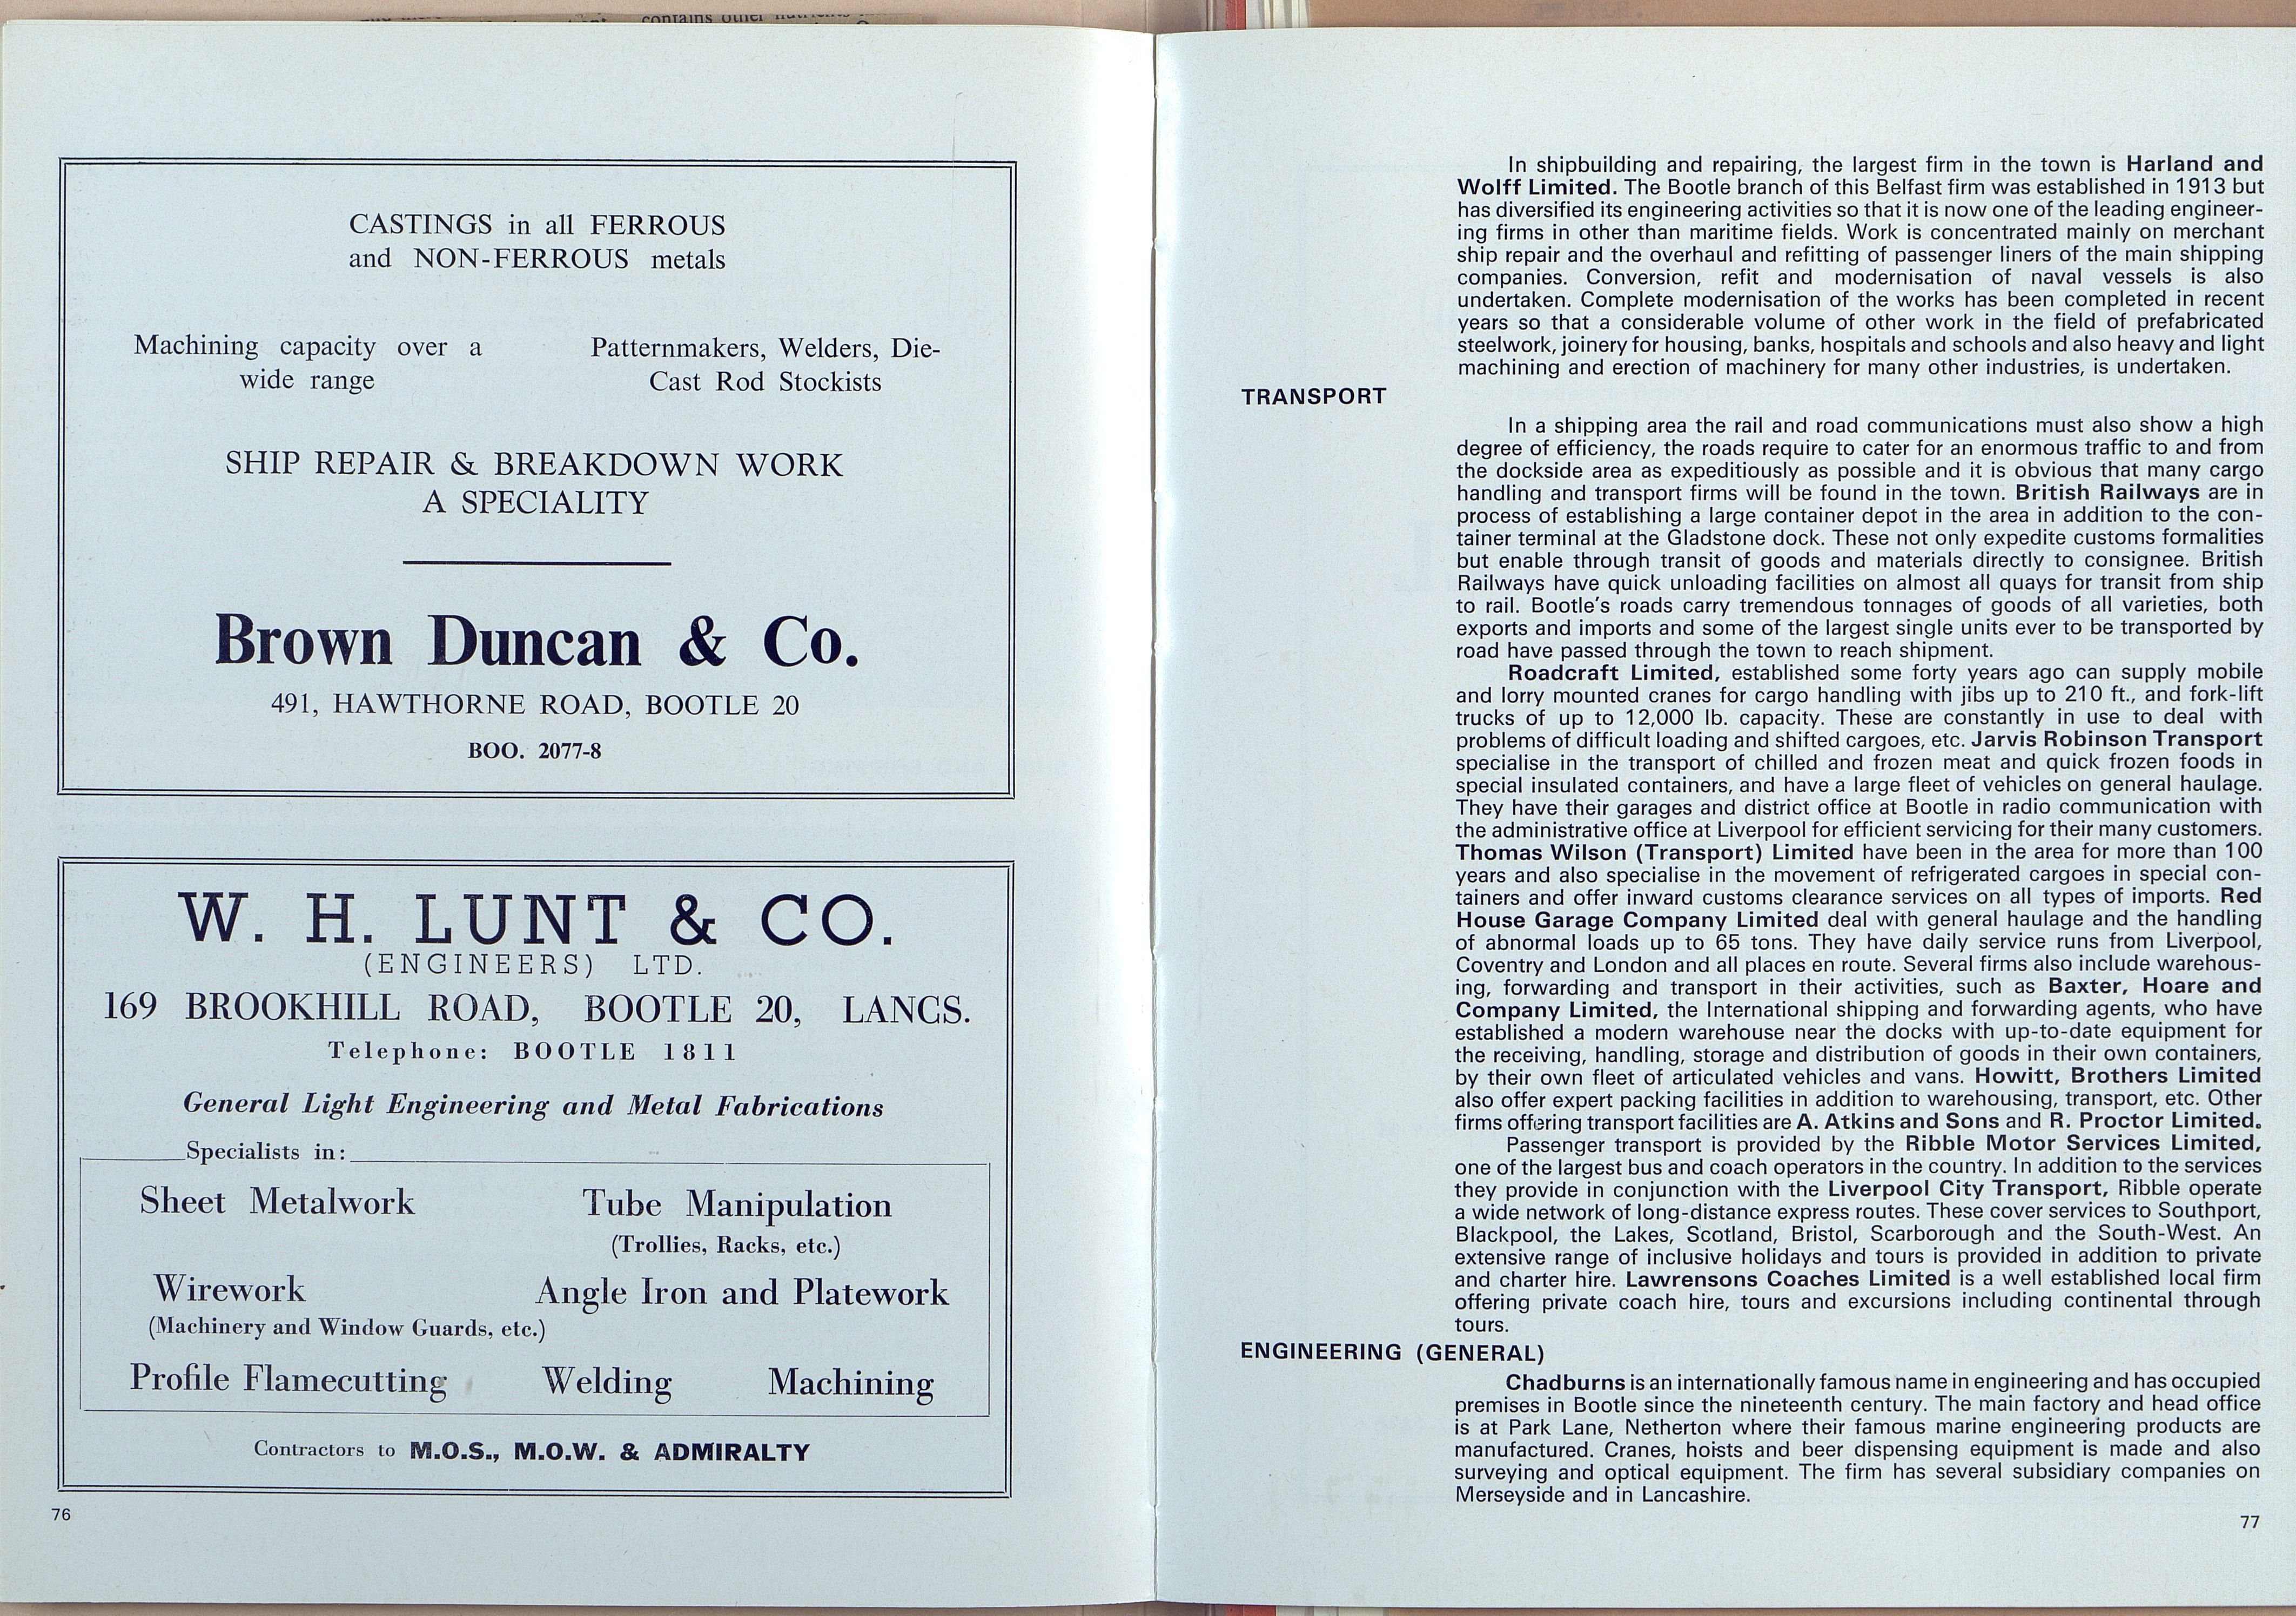 contains other nutrients
CASTINGS in all FERROUS
and NON-FERROUS metals
Machining capacity over a
wide range
Patternmakers, Welders, Die-
Cast Rod Stockists
SHIP REPAIR & BREAKDOWN WORK
A SPECIALITY
Brown Duncan & Co.
491, HAWTHORNE ROAD, BOOTLE 20
BOO. 2077-8
W. H. LUNT & CO.
(ENGINEERS) LTD.
169 BROOKHILL ROAD, BOOTLE 20, LANCS.
Telephone: BOOTLE 1811
General Light Engineering and Metal Fabrications
Specialists in:
Sheet Metalwork
Tube Manipulation
(Trollies, Racks, etc.)
Wirework
Angle Iron and Platework
(Machinery and Window Guards, etc.)
Profile Flamecutting Welding Machining
Contractors to M.O.S., M.O.W. & ADMIRALTY
76
In shipbuilding and repairing, the largest firm in the town is Harland and
Wolff Limited. The Bootle branch of this Belfast firm was established in 1913 but
has diversified its engineering activities so that it is now one of the leading engineer-
ing firms in other than maritime fields. Work is concentrated mainly on merchant
ship repair and the overhaul and refitting of passenger liners of the main shipping
companies. Conversion, refit and modernisation of naval vessels is also
undertaken. Complete modernisation of the works has been completed in recent
years so that a considerable volume of other work in the field of prefabricated
steelwork, joinery for housing, banks, hospitals and schools and also heavy and light
machining and erection of machinery for many other industries, is undertaken.
TRANSPORT
In a shipping area the rail and road communications must also show a high
degree of efficiency, the roads require to cater for an enormous traffic to and from
the dockside area as expeditiously as possible and it is obvious that many cargo
handling and transport firms will be found in the town. British Railways are in
process of establishing a large container depot in the area in addition to the con-
tainer terminal at the Gladstone dock. These not only expedite customs formalities
but enable through transit of goods and materials directly to consignee. British
Railways have quick unloading facilities on almost all quays for transit from ship
to rail. Bootle's roads carry tremendous tonnages of goods of all varieties, both
exports and imports and some of the largest single units ever to be transported by
road have passed through the town to reach shipment.
Roadcraft Limited, established some forty years ago can supply mobile
and lorry mounted cranes for cargo handling with jibs up to 210 ft., and fork-lift
trucks of up to 12,000 lb. capacity. These are constantly in use to deal with
problems of difficult loading and shifted cargoes, etc. Jarvis Robinson Transport
specialise in the transport of chilled and frozen meat and quick frozen foods in
special insulated containers, and have a large fleet of vehicles on general haulage.
They have their garages and district office at Bootle in radio communication with
the administrative office at Liverpool for efficient servicing for their many customers.
Thomas Wilson (Transport) Limited have been in the area for more than 100
years and also specialise in the movement of refrigerated cargoes in special con-
tainers and offer inward customs clearance services on all types of imports. Red
House Garage Company Limited deal with general haulage and the handling
of abnormal loads up to 65 tons. They have daily service runs from Liverpool,
Coventry and London and all places en route. Several firms also include warehous-
ing, forwarding and transport in their activities, such as Baxter, Hoare and
Company Limited, the International shipping and forwarding agents, who have
established a modern warehouse near the docks with up-to-date equipment for
the receiving, handling, storage and distribution of goods in their own containers,
by their own fleet of articulated vehicles and vans. Howitt, Brothers Limited
also offer expert packing facilities in addition to warehousing, transport, etc. Other
firms offering transport facilities are A. Atkins and Sons and R. Proctor Limited.
Passenger transport is provided by the Ribble Motor Services Limited,
one of the largest bus and coach operators in the country. In addition to the services
they provide in conjunction with the Liverpool City Transport, Ribble operate
a wide network of long-distance express routes. These cover services to Southport,
Blackpool, the Lakes, Scotland, Bristol, Scarborough and the South-West. An
extensive range of inclusive holidays and tours is provided in addition to private
and charter hire. Lawrensons Coaches Limited is a well established local firm
offering private coach hire, tours and excursions including continental through
tours.
ENGINEERING (GENERAL)
Chadburns is an internationally famous name in engineering and has occupied
premises in Bootle since the nineteenth century. The main factory and head office
is at Park Lane, Netherton where their famous marine engineering products are
manufactured. Cranes, hoists and beer dispensing equipment is made and also
surveying and optical equipment. The firm has several subsidiary companies on
Merseyside and in Lancashire.
77